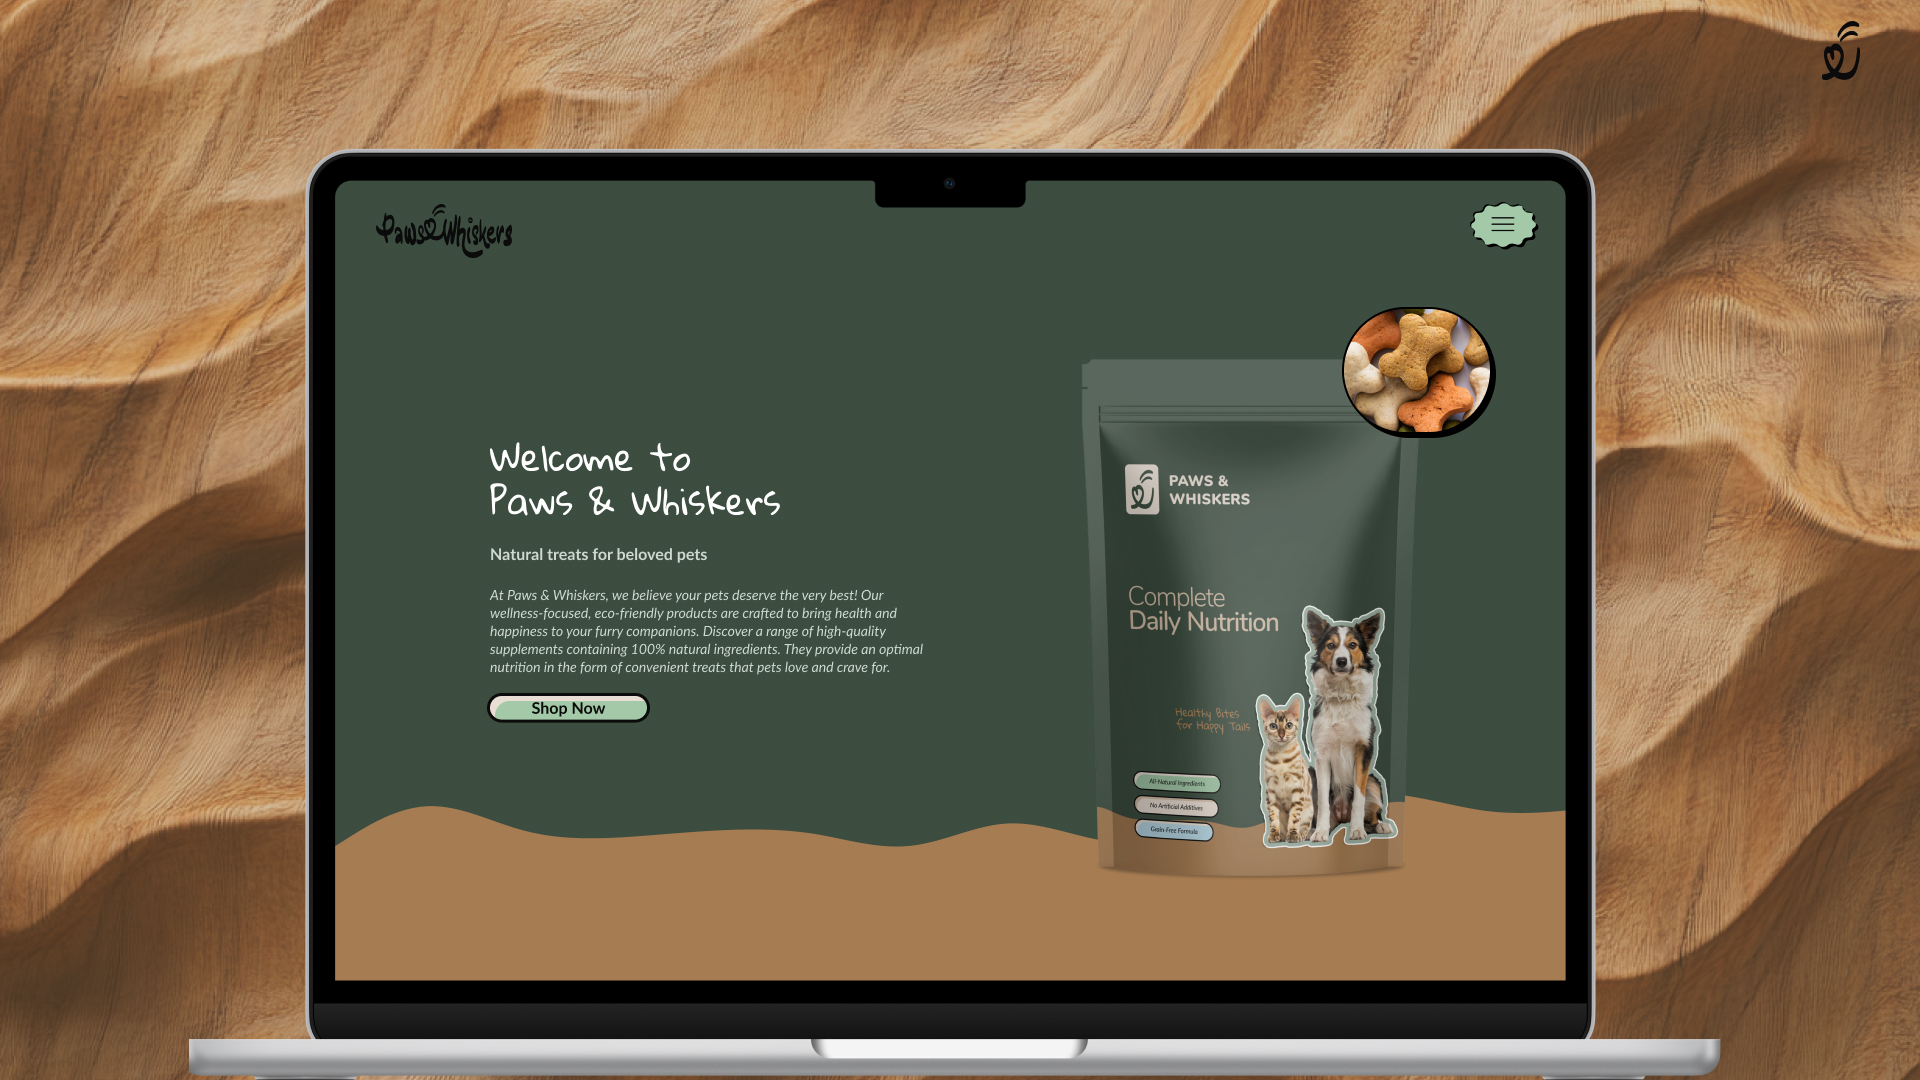 Paws&Whiskers
Welcome to
Paws & Whiskers
Natural treats for beloved pets
At Paws & Whiskers, we believe your pets deserve the very best! Our
wellness-focused, eco-friendly products are crafted to bring health and
happiness to your furry companions. Discover a range of high-quality
supplements containing 100% natural ingredients. They provide an optimal
nutrition in the form of convenient treats that pets love and crave for.
Shop Now
PAWS &
WHISKERS
Complete
Daily Nutrition
Healthy Bites
for Happy Tails
All-Natural Ingredients
No Artificial Additives
Grain-Free Formula